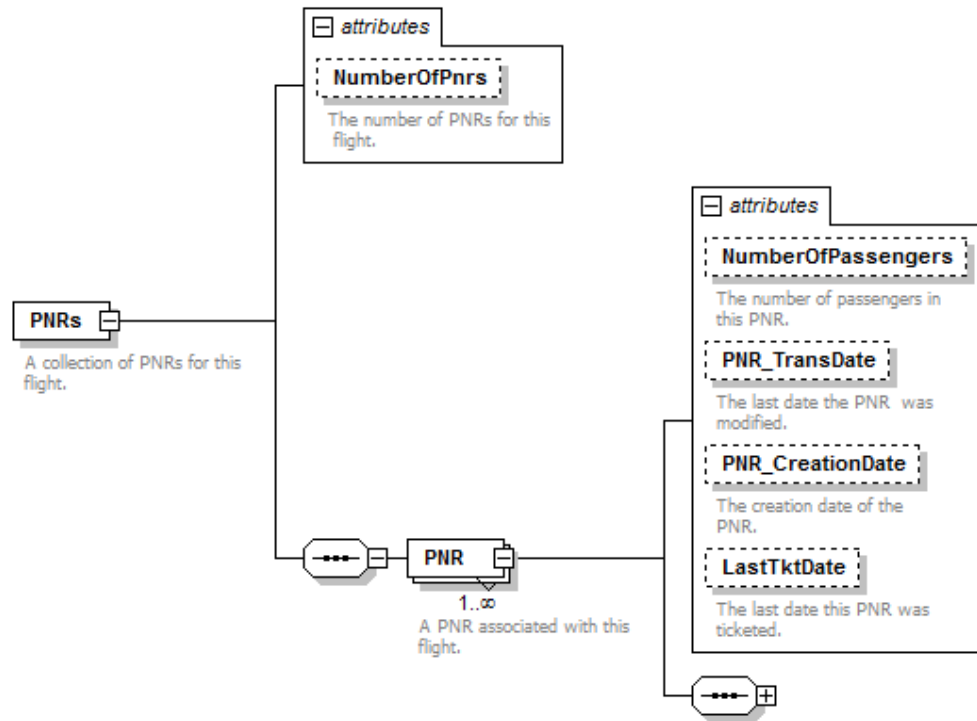 attributes
NumberOfPnrs
The number of PNRs for this
flight.
attributes
NumberOfPassengers
The number of passengers in
this PNR.
PNRs
A collection of PNRs for this
flight.
PNR_TransDate
The last date the PNR  was
modified.
PNR_CreationDate
The creation date of the
PNR.
PNR
1..∞
A PNR associated with this
flight.
LastTktDate
The last date this PNR was
ticketed.